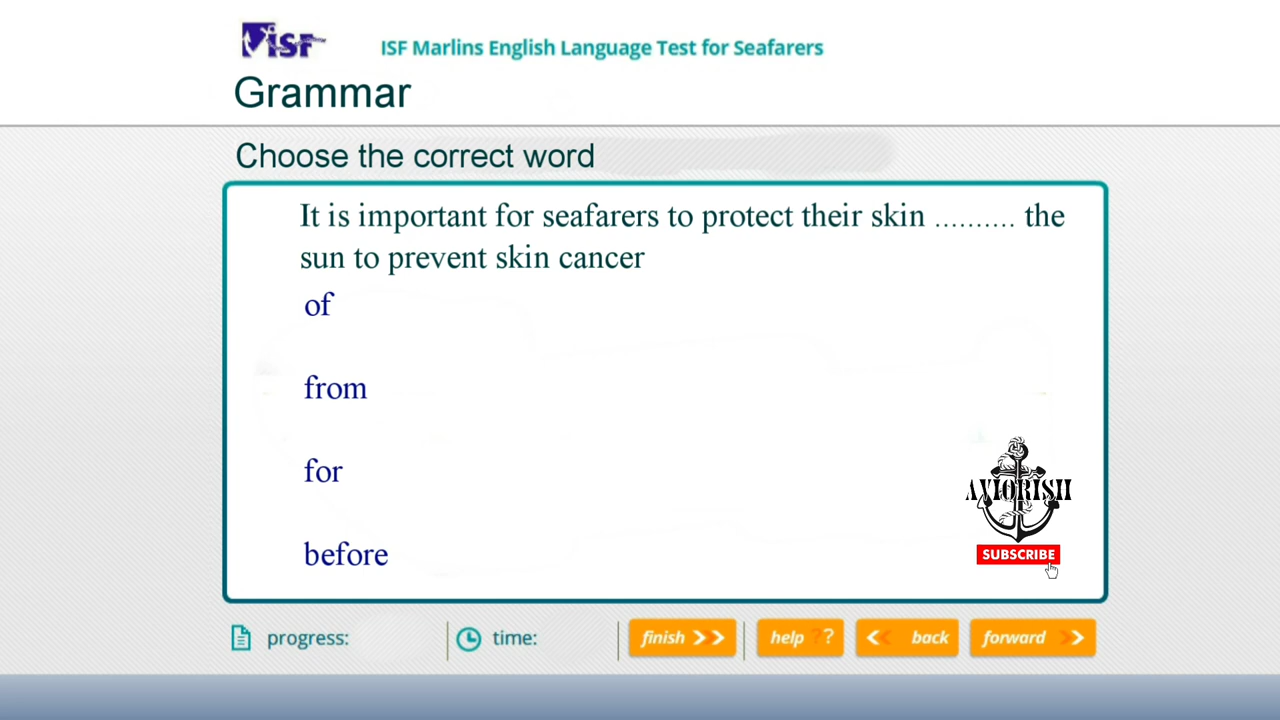 ISF
ISF Marlins English Language Test for Seafarers
Grammar
Choose the correct word
It is important for seafarers to protect their skin .......... the
sun to prevent skin cancer
of
from
for
before
AVIORISH
SUBSCRIBE
progress:
time:
finish
help ??
back
forward